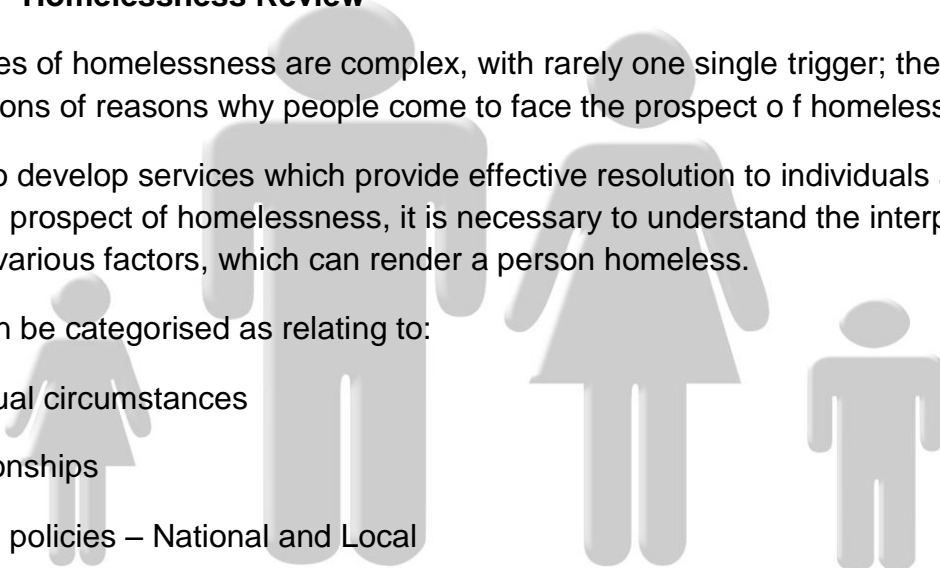 Homelessness Review
es of homelessness are complex, with rarely one single trigger; the
ons of reasons why people come to face the prospect o f homeless
o develop services which provide effective resolution to individuals
prospect of homelessness, it is necessary to understand the interp
various factors, which can render a person homeless.
n be categorised as relating to:
ual circumstances
onships
policies – National and Local